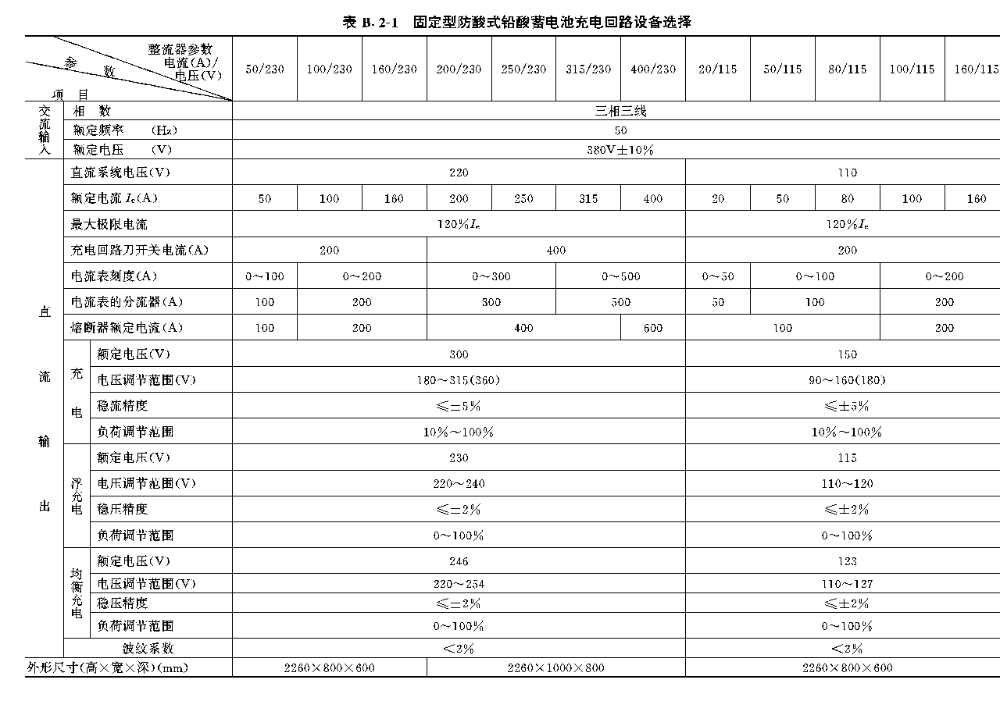 表 B.2-1 固定型防酸式铅酸蓄电池充电回路设备选择
整流器参数
电流(A)/
电压(V)
参 数
项 目
50/230 100/230 160/230 200/230 250/230 315/230 400/230 20/115 50/115 80/115 100/115 160/115
交流输入
相 数 三相三线
额定频率 (Hz) 50
额定电压 (V) 380V±10%
直流输出
直流系统电压(V) 220 110
额定电流 Ie(A) 50 100 160 200 250 315 400 20 50 80 100 160
最大极限电流 120%Ie 120%Ie
充电回路刀开关电流(A) 200 400 200
电流表刻度(A) 0~100 0~200 0~300 0~500 0~50 0~100 0~200
电流表的分流器(A) 100 200 300 500 50 100 200
熔断器额定电流(A) 100 200 400 600 100 200
充电
额定电压(V) 300 150
电压调节范围(V) 180~315(360) 90~160(180)
稳流精度 ≤±5% ≤±5%
负荷调节范围 10%~100% 10%~100%
浮充电
额定电压(V) 230 115
电压调节范围(V) 220~240 110~120
稳压精度 ≤±2% ≤±2%
负荷调节范围 0~100% 0~100%
均衡充电
额定电压(V) 246 123
电压调节范围(V) 220~254 110~127
稳压精度 ≤±2% ≤±2%
负荷调节范围 0~100% 0~100%
波纹系数 <2% <2%
外形尺寸(高×宽×深)(mm) 2260×800×600 2260×1000×800 2260×800×600